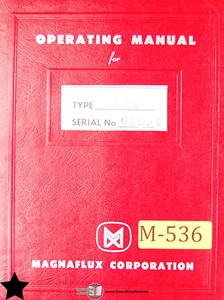 OPERATING MANUAL
for
TYPE
SERIAL No.
M-536
MAGNAFLUX CORPORATION